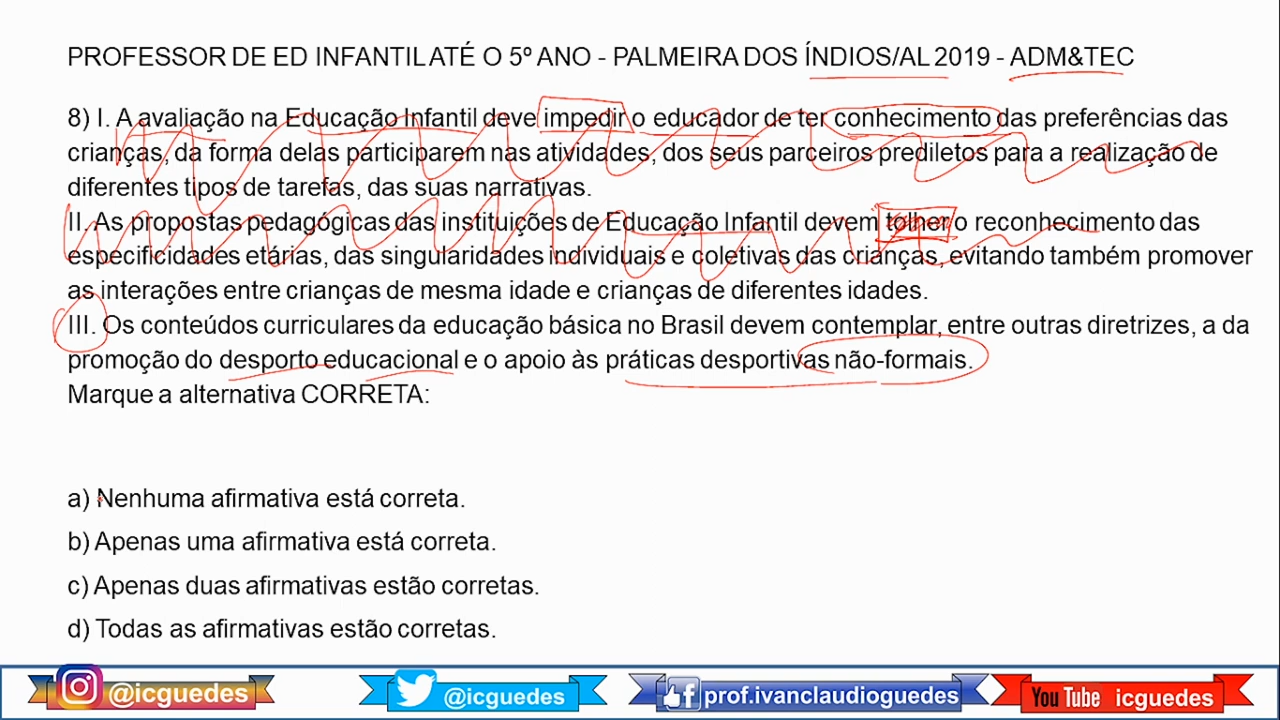 PROFESSOR DE ED INFANTIL ATÉ O 5º ANO - PALMEIRA DOS ÍNDIOS/AL 2019 - ADM&TEC
8) I. A avaliação na Educação Infantil deve impedir o educador de ter conhecimento das preferências das
crianças, da forma delas participarem nas atividades, dos seus parceiros prediletos para a realização de
diferentes tipos de tarefas, das suas narrativas.
II. As propostas pedagógicas das instituições de Educação Infantil devem tolher o reconhecimento das
especificidades etárias, das singularidades individuais e coletivas das crianças, evitando também promover
as interações entre crianças de mesma idade e crianças de diferentes idades.
III. Os conteúdos curriculares da educação básica no Brasil devem contemplar, entre outras diretrizes, a da
promoção do desporto educacional e o apoio às práticas desportivas não-formais.
Marque a alternativa CORRETA:
a) Nenhuma afirmativa está correta.
b) Apenas uma afirmativa está correta.
c) Apenas duas afirmativas estão corretas.
d) Todas as afirmativas estão corretas.
@icguedes @icguedes f prof.ivanclaudioguedes You Tube icguedes